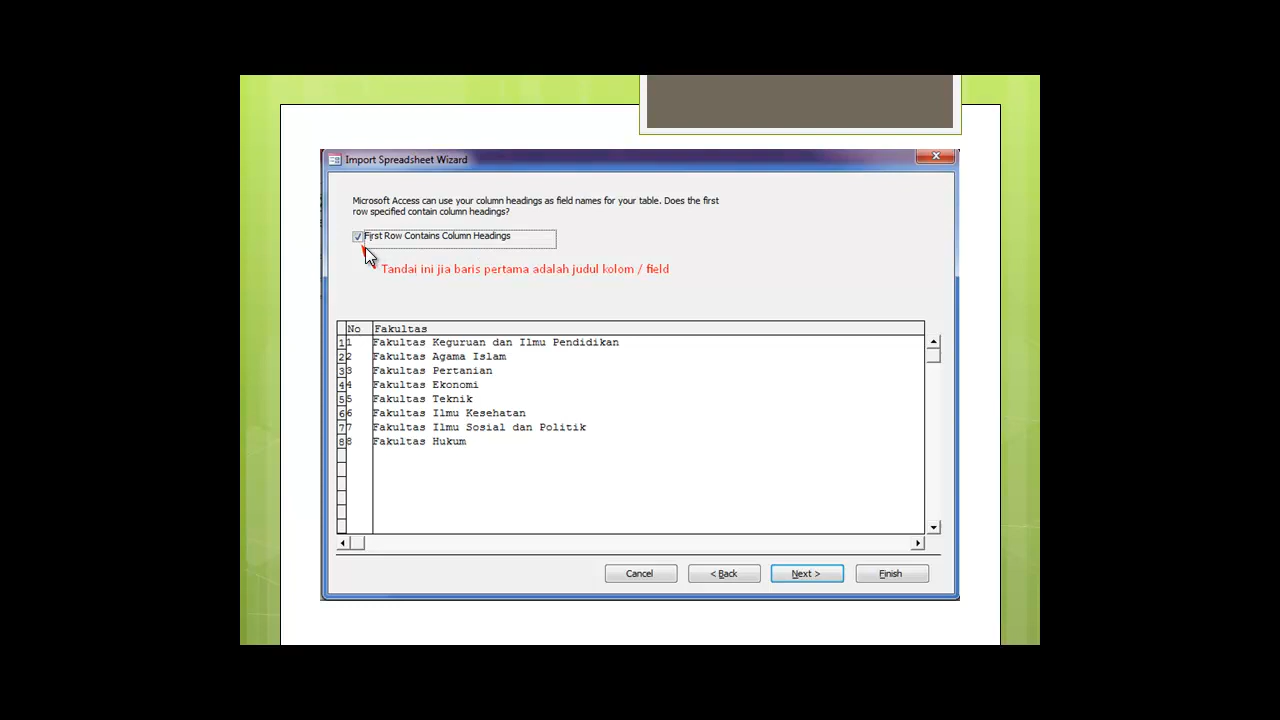 Import Spreadsheet Wizard
Microsoft Access can use your column headings as field names for your table. Does the first
row specified contain column headings?
First Row Contains Column Headings
Tandai ini jia baris pertama adalah judul kolom / field
No Fakultas
1 1 Fakultas Keguruan dan Ilmu Pendidikan
2 2 Fakultas Agama Islam
3 3 Fakultas Pertanian
4 4 Fakultas Ekonomi
5 5 Fakultas Teknik
6 6 Fakultas Ilmu Kesehatan
7 7 Fakultas Ilmu Sosial dan Politik
8 8 Fakultas Hukum
Cancel < Back Next > Finish